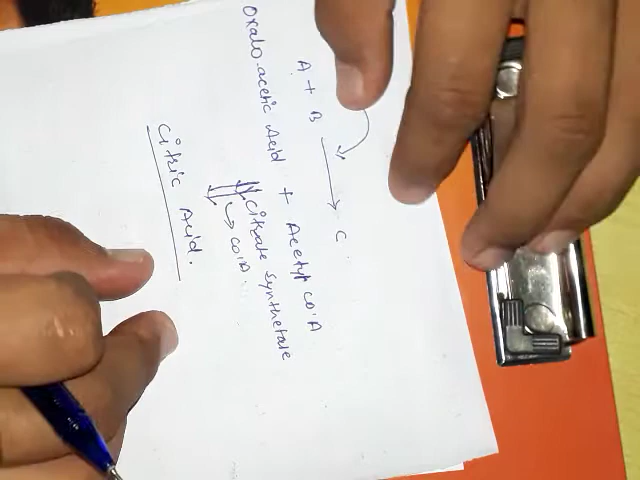 A + B → C
Oxalo.acetic Acid + Acetyl co.A
Citrate synthetase
CO.A
Citric Acid.